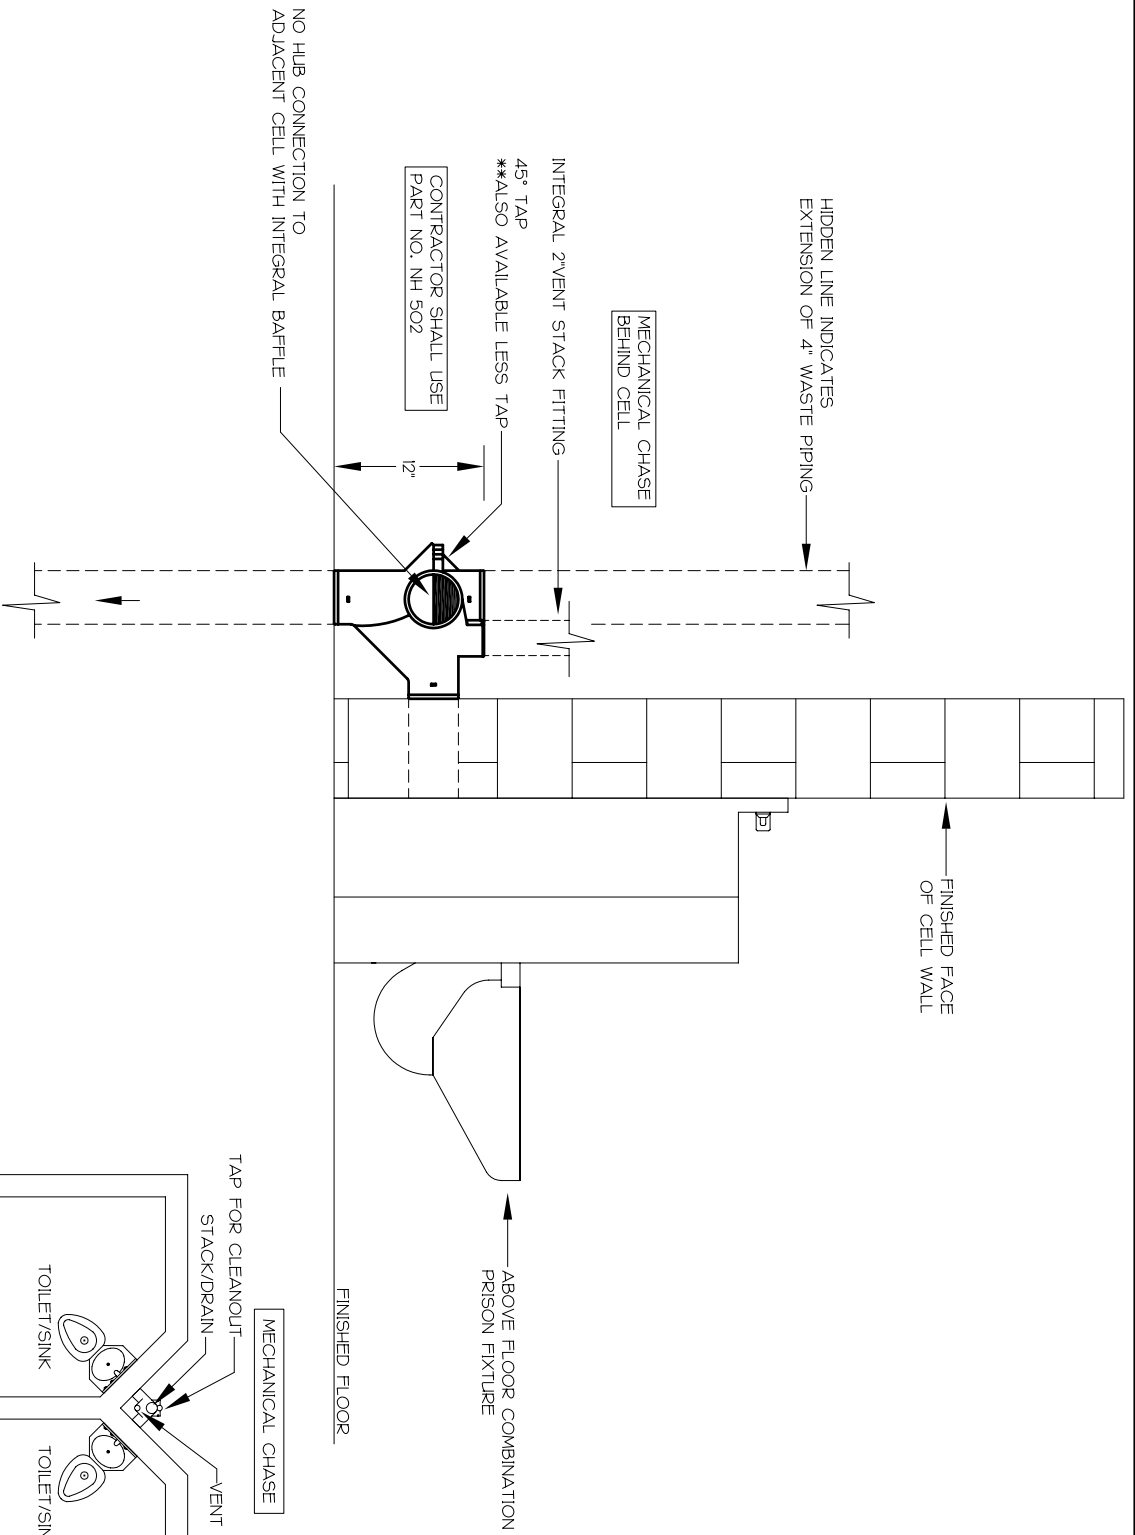 HIDDEN LINE INDICATES
EXTENSION OF 4" WASTE PIPING
MECHANICAL CHASE
BEHIND CELL
INTEGRAL 2"VENT STACK FITTING
45° TAP
**ALSO AVAILABLE LESS TAP
CONTRACTOR SHALL USE
PART NO. NH 502
NO HUB CONNECTION TO
ADJACENT CELL WITH INTEGRAL BAFFLE
12"
FINISHED FACE
OF CELL WALL
ABOVE FLOOR COMBINATION
PRISON FIXTURE
FINISHED FLOOR
MECHANICAL CHASE
TAP FOR CLEANOUT
STACK/DRAIN
VENT
TOILET/SINK
TOILET/SIN